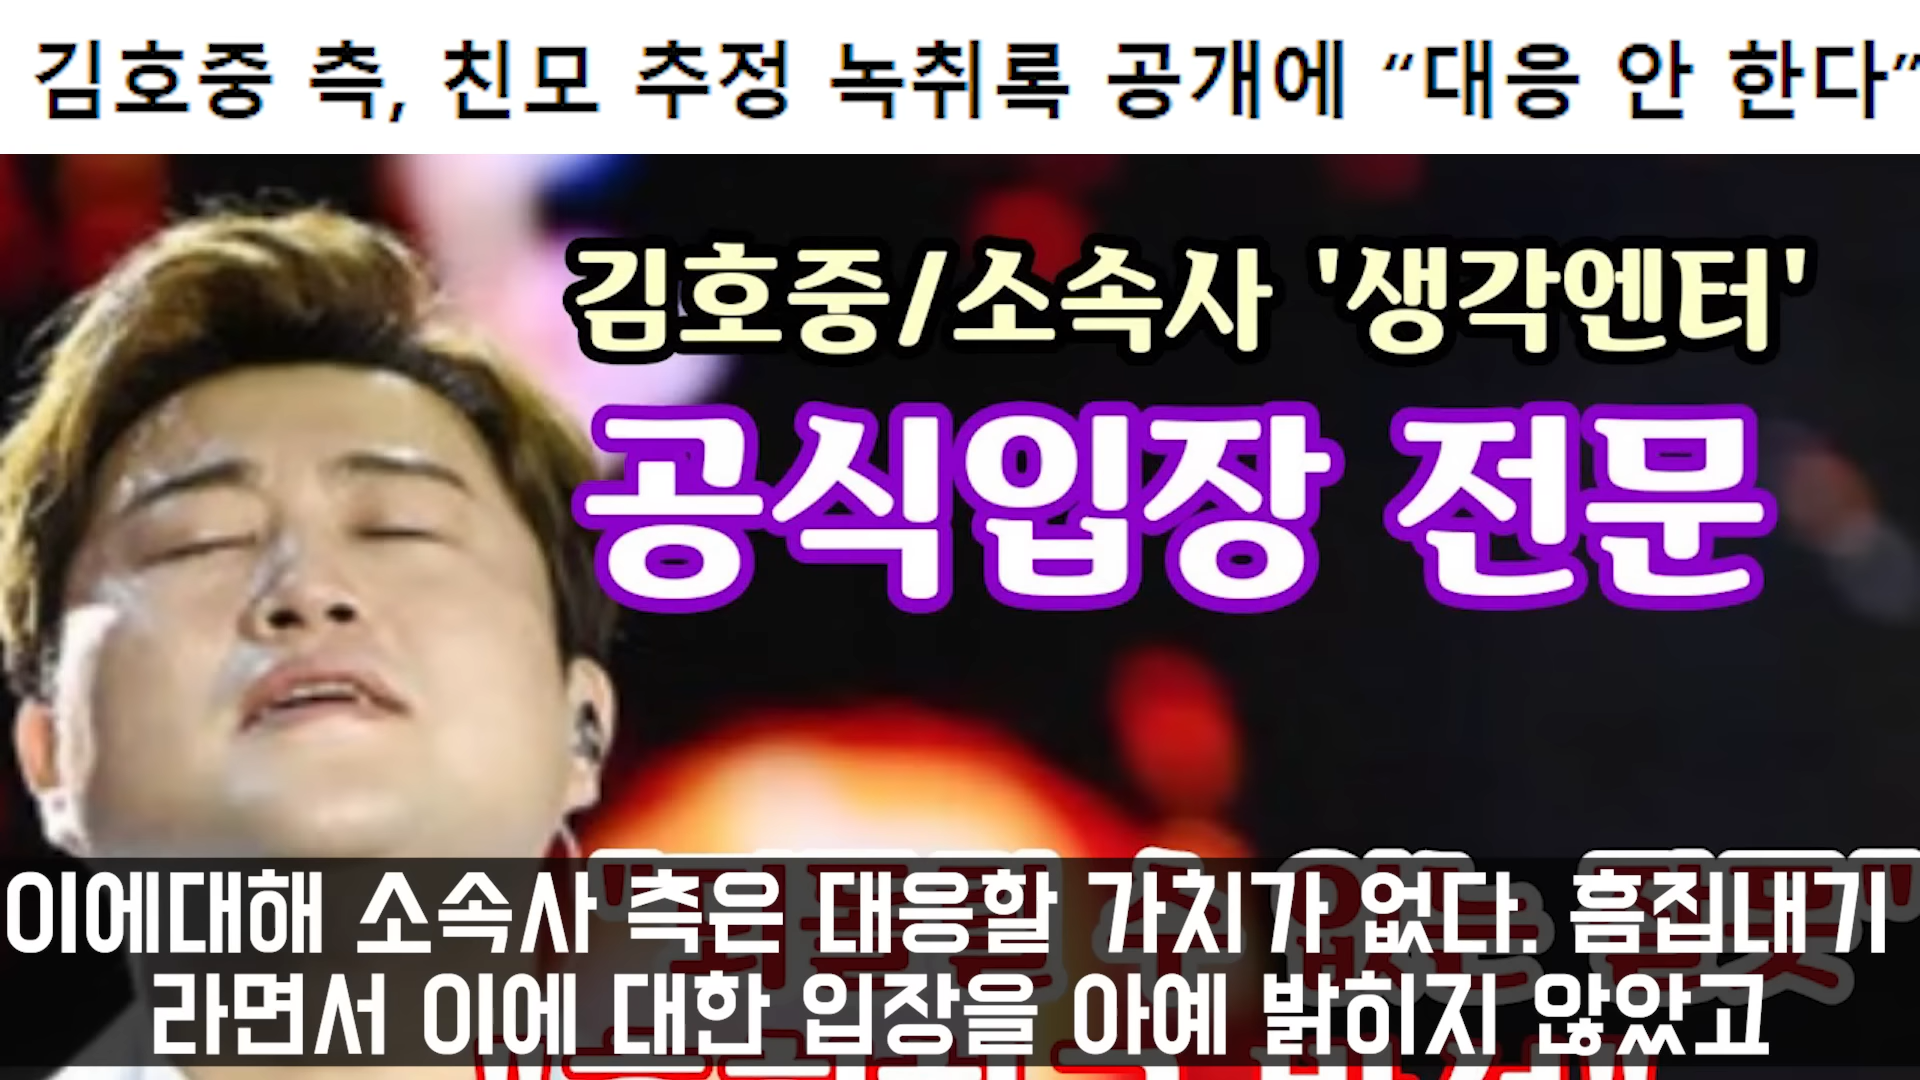 김호중 측, 친모 추정 녹취록 공개에 “대응 안 한다”
김호중/소속사 '생각엔터'
공식입장 전문
이에대해 소속사 측은 대응할 가치가 없다. 흠집내기
라면서 이에 대한 입장을 아예 밝히지 않았고